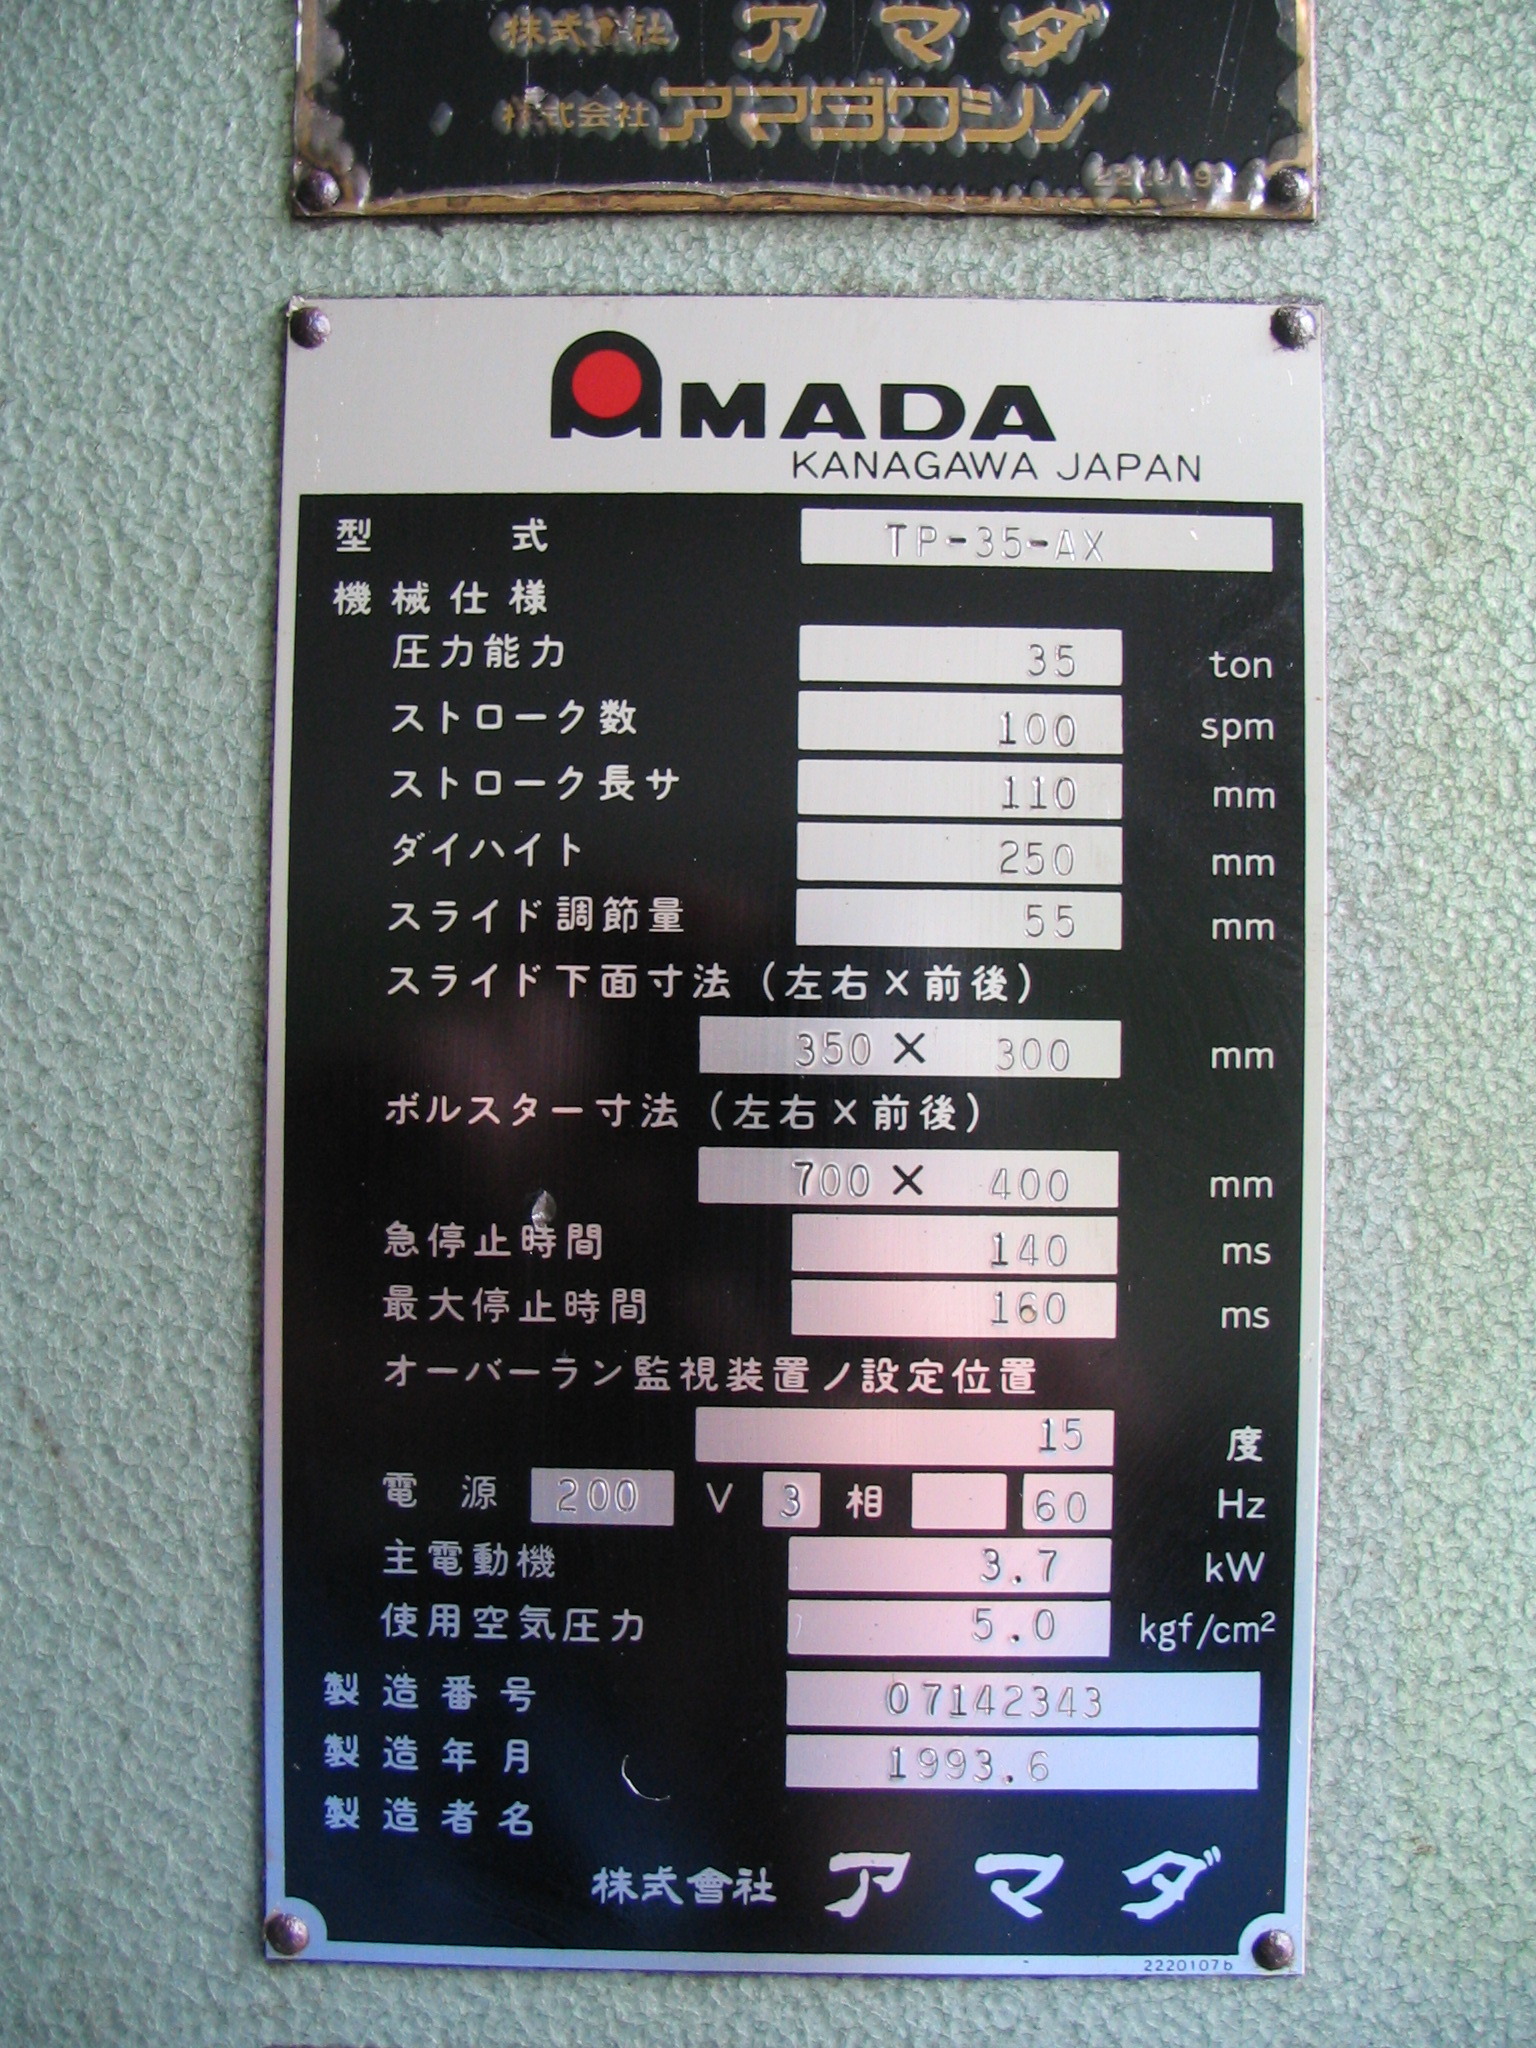 株式会社 アマダ
株式会社 アマダワシノ
AMADA
KANAGAWA JAPAN
型式 TP-35-AX
機械仕様
圧力能力 35 ton
ストローク数 100 spm
ストローク長サ 110 mm
ダイハイト 250 mm
スライド調節量 55 mm
スライド下面寸法(左右×前後)
350 × 300 mm
ボルスター寸法(左右×前後)
700 × 400 mm
急停止時間 140 ms
最大停止時間 160 ms
オーバーラン監視装置ノ設定位置
15 度
電源 200 V 3 相 60 Hz
主電動機 3.7 kW
使用空気圧力 5.0 kgf/cm²
製造番号 07142343
製造年月 1993.6
製造者名
株式會社 アマダ
2220107b